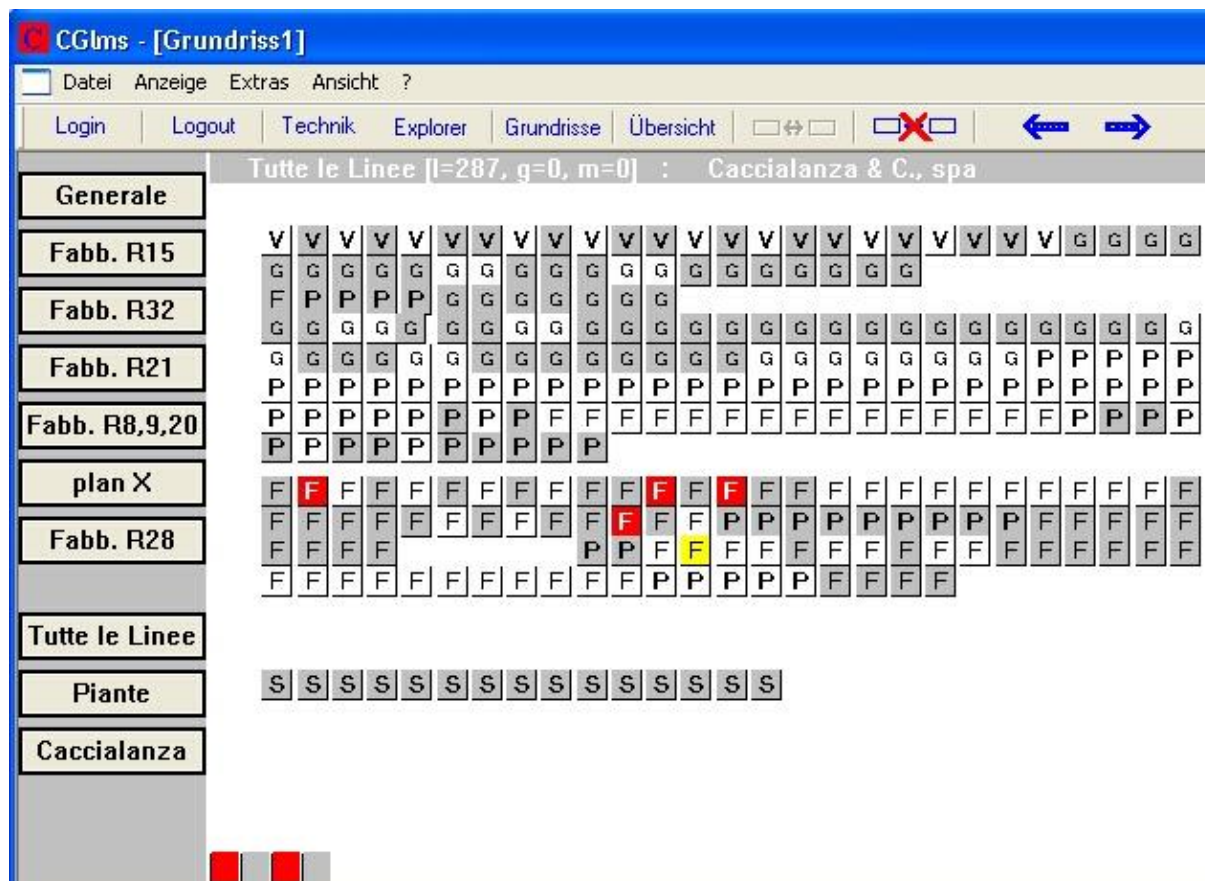 C CGlms - [Grundriss1]
Datei Anzeige Extras Ansicht ?
Login Logout Technik Explorer Grundrisse Übersicht
Tutte le Linee [l=287, g=0, m=0] : Caccialanza & C., spa
Generale
Fabb. R15
Fabb. R32
Fabb. R21
Fabb. R8,9,20
plan X
Fabb. R28
Tutte le Linee
Piante
Caccialanza
V V V V V V V V V V V V V V V V V V V V V V V G G G G
G G G G G G G G G G G G G G G G G G G
F P P P P G G G G G G G
G G G G G G G G G G G G G G G G G G G G G G G G G G G
G G G G G G G G G G G G G G G G G G G G G G P P P P P
P P P P P P P P P P P P P P P P P P P P P P P P P P P
P P P P P P P P F F F F F F F F F F F F F F F P P P P
P P P P P P P P P P
F F F F F F F F F F F F F F F F F F F F F F F F F F F
F F F F F F F F F F F F F P P P P P P P P P F F F F F
F F F F P P F F F F F F F F F F F F F F F F
F F F F F F F F F F F P P P P P F F F F
S S S S S S S S S S S S S S S